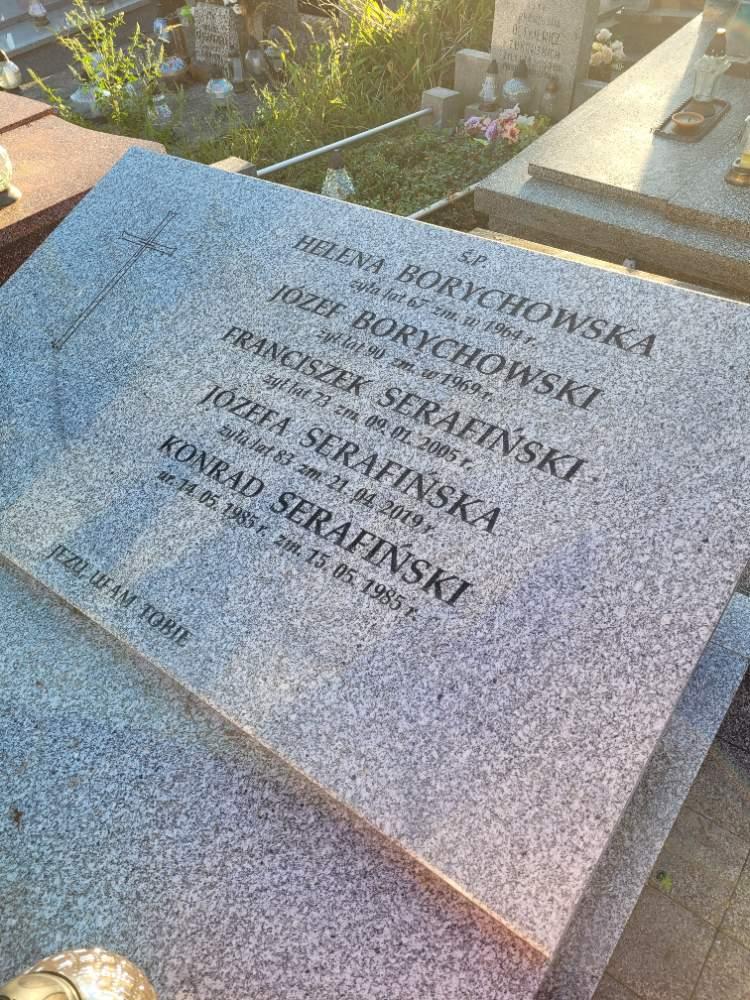 Ś.P.
HELENA BORYCHOWSKA
żyła lat 67 zm. w 1964 r.
JÓZEF BORYCHOWSKI
żył lat 90 zm. w 1969 r.
FRANCISZEK SERAFIŃSKI
żył lat 73 zm. 09. 01. 2005 r.
JÓZEFA SERAFIŃSKA
żyła lat 83 zm. 21. 04. 2019 r.
KONRAD SERAFIŃSKI
ur. 14. 05. 1985 r. zm. 15. 05. 1985 r.
JEZU, UFAM TOBIE